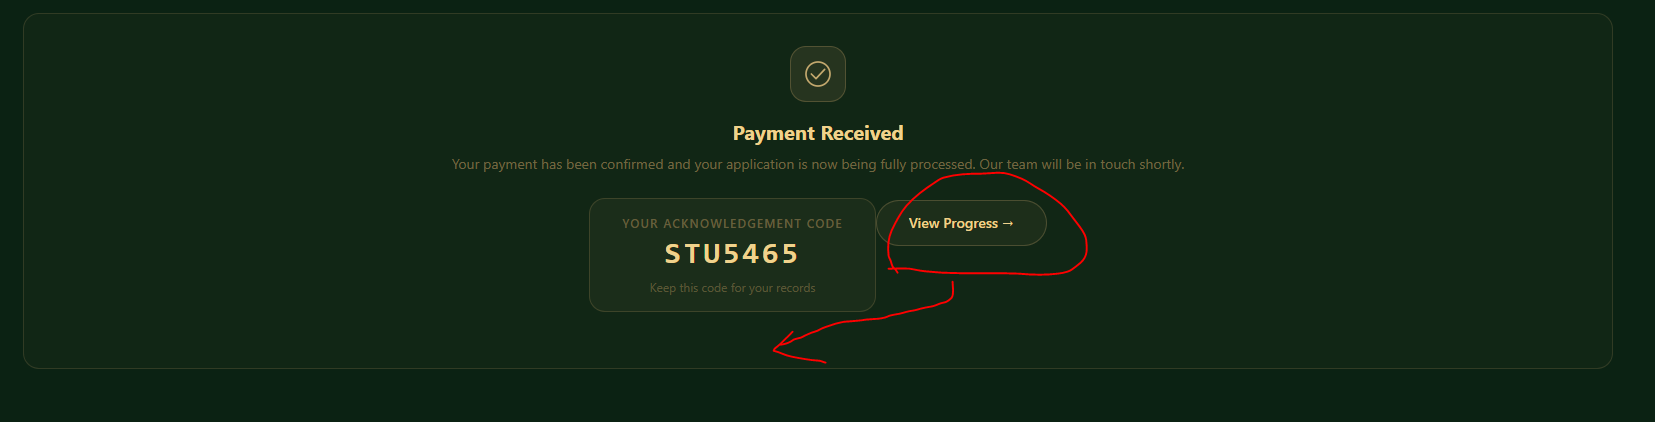 Payment Received
Your payment has been confirmed and your application is now being fully processed. Our team will be in touch shortly.
YOUR ACKNOWLEDGEMENT CODE
STU5465
Keep this code for your records
View Progress →